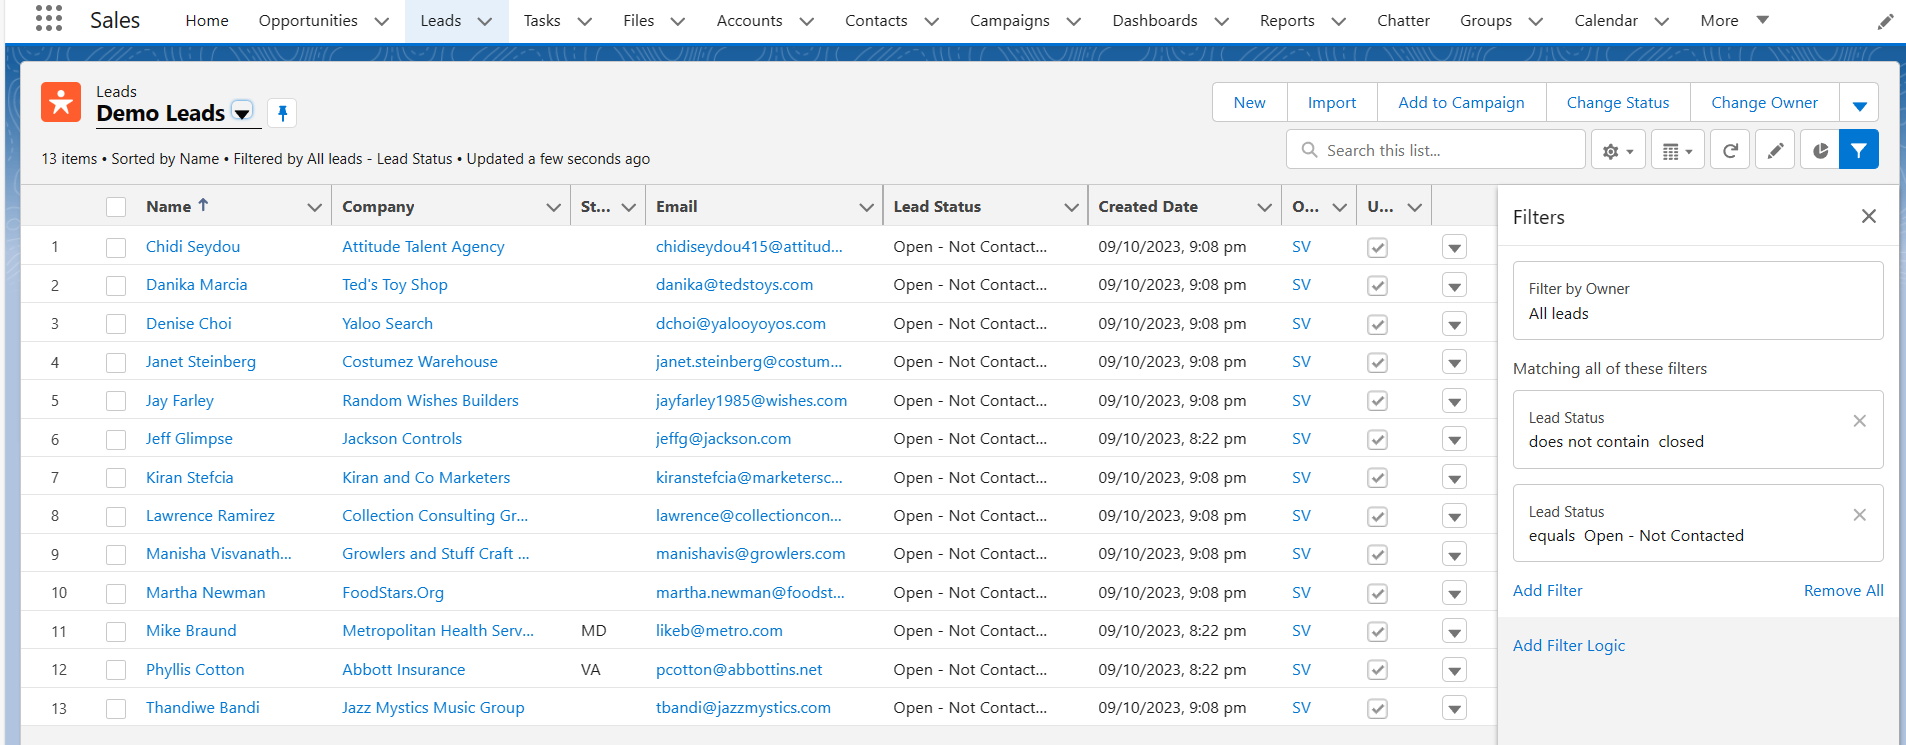 Sales Home Opportunities Leads Tasks Files Accounts Contacts Campaigns Dashboards Reports Chatter Groups Calendar More
Leads
Demo Leads
New Import Add to Campaign Change Status Change Owner
13 items • Sorted by Name • Filtered by All leads - Lead Status • Updated a few seconds ago
Search this list...
Name Company St... Email Lead Status Created Date O... U...
1 Chidi Seydou Attitude Talent Agency chidiseydou415@attitud... Open - Not Contact... 09/10/2023, 9:08 pm SV
2 Danika Marcia Ted's Toy Shop danika@tedstoys.com Open - Not Contact... 09/10/2023, 9:08 pm SV
3 Denise Choi Yaloo Search dchoi@yalooyoyos.com Open - Not Contact... 09/10/2023, 9:08 pm SV
4 Janet Steinberg Costumez Warehouse janet.steinberg@costum... Open - Not Contact... 09/10/2023, 9:08 pm SV
5 Jay Farley Random Wishes Builders jayfarley1985@wishes.com Open - Not Contact... 09/10/2023, 9:08 pm SV
6 Jeff Glimpse Jackson Controls jeffg@jackson.com Open - Not Contact... 09/10/2023, 8:22 pm SV
7 Kiran Stefcia Kiran and Co Marketers kiranstefcia@marketersc... Open - Not Contact... 09/10/2023, 9:08 pm SV
8 Lawrence Ramirez Collection Consulting Gr... lawrence@collectioncon... Open - Not Contact... 09/10/2023, 9:08 pm SV
9 Manisha Visvanath... Growlers and Stuff Craft ... manishavis@growlers.com Open - Not Contact... 09/10/2023, 9:08 pm SV
10 Martha Newman FoodStars.Org martha.newman@foodst... Open - Not Contact... 09/10/2023, 9:08 pm SV
11 Mike Braund Metropolitan Health Serv... MD likeb@metro.com Open - Not Contact... 09/10/2023, 8:22 pm SV
12 Phyllis Cotton Abbott Insurance VA pcotton@abbottins.net Open - Not Contact... 09/10/2023, 8:22 pm SV
13 Thandiwe Bandi Jazz Mystics Music Group tbandi@jazzmystics.com Open - Not Contact... 09/10/2023, 9:08 pm SV
Filters
Filter by Owner
All leads
Matching all of these filters
Lead Status
does not contain closed
Lead Status
equals Open - Not Contacted
Add Filter Remove All
Add Filter Logic